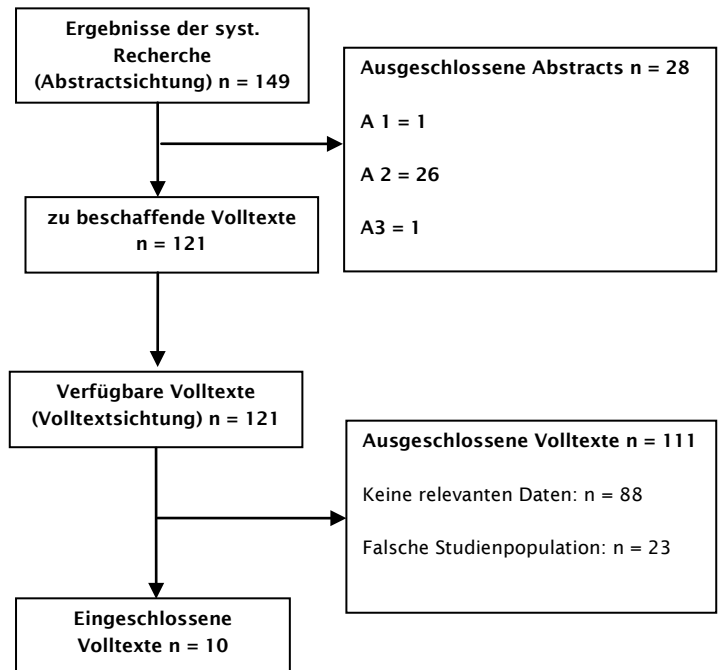 Ergebnisse der syst.
Recherche
(Abstractsichtung) n = 149
Ausgeschlossene Abstracts n = 28
A 1 = 1
A 2 = 26
A3 = 1
zu beschaffende Volltexte
n = 121
Verfügbare Volltexte
(Volltextsichtung) n = 121
Ausgeschlossene Volltexte n = 111
Keine relevanten Daten: n = 88
Falsche Studienpopulation: n = 23
Eingeschlossene
Volltexte n = 10